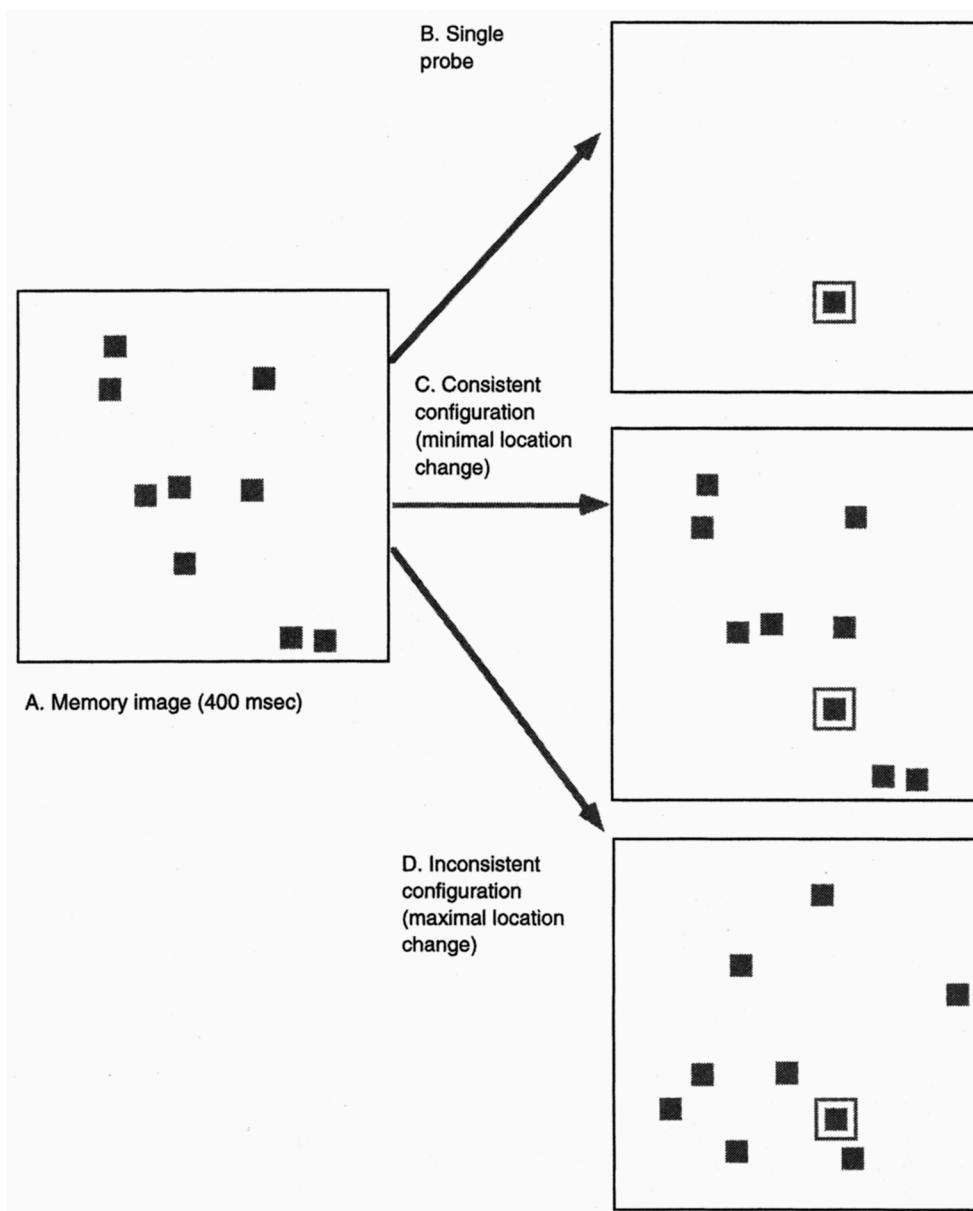 B. Single
probe
C. Consistent
configuration
(minimal location
change)
A. Memory image (400 msec)
D. Inconsistent
configuration
(maximal location
change)